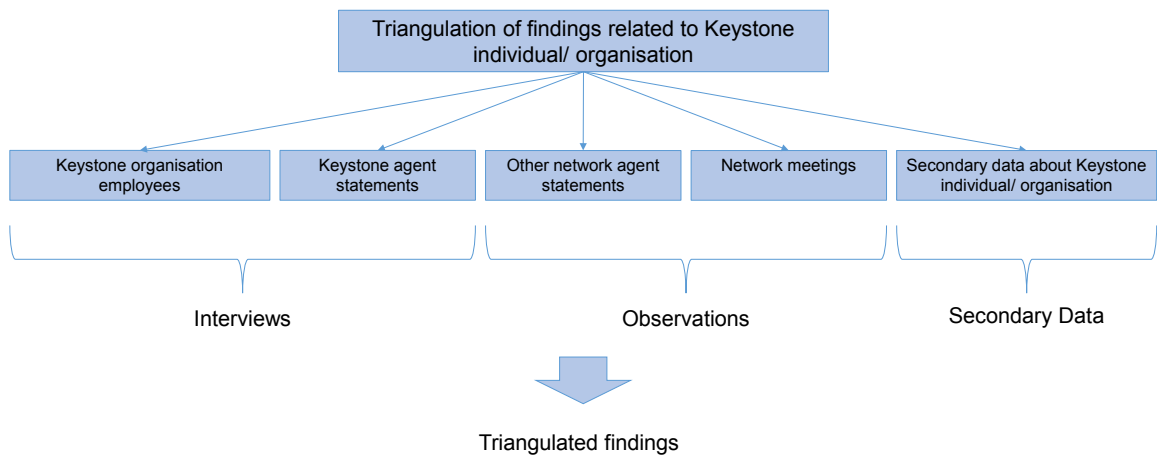 Triangulation of findings related to Keystone
individual/ organisation
Keystone organisation
employees
Keystone agent
statements
Other network agent
statements
Network meetings
Secondary data about Keystone
individual/ organisation
Interviews
Observations
Secondary Data
Triangulated findings